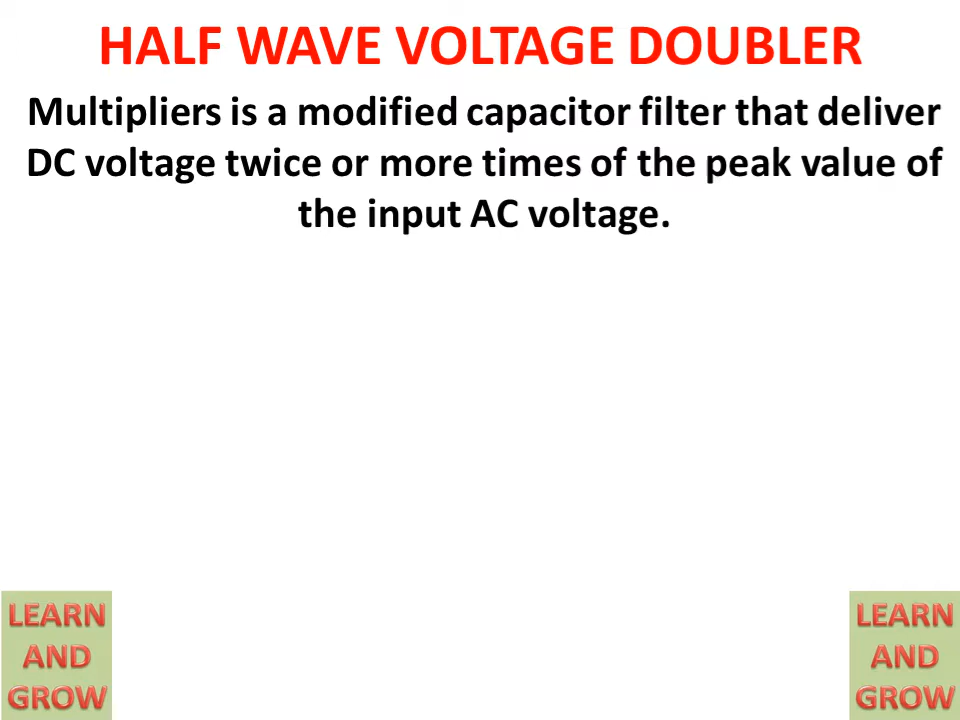 HALF WAVE VOLTAGE DOUBLER
Multipliers is a modified capacitor filter that deliver
DC voltage twice or more times of the peak value of
the input AC voltage.
LEARN
AND
GROW
LEARN
AND
GROW